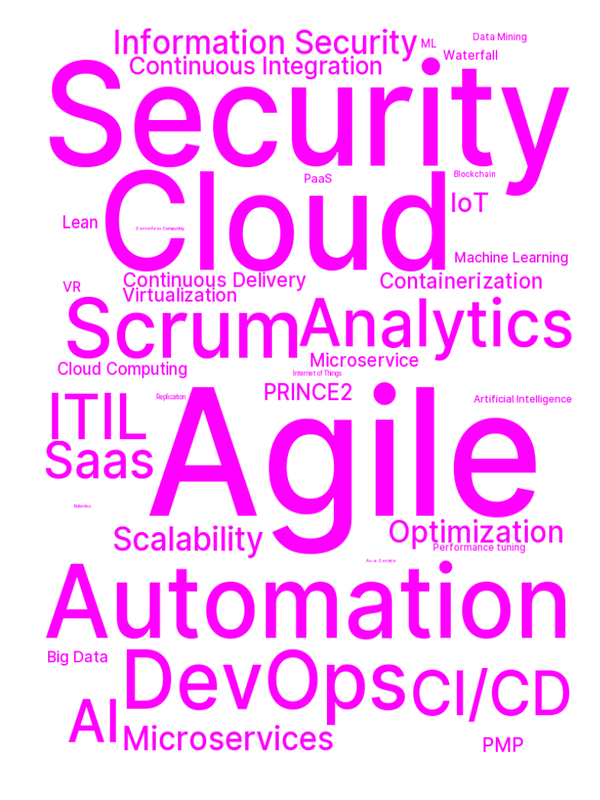 Information Security
ML
Data Mining
Waterfall
Continuous Integration
Security
Cloud
PaaS
Blockchain
IoT
Lean
Serverless Computing
Machine Learning
VR
Continuous Delivery
Containerization
Virtualization
Scrum
Analytics
Microservice
Cloud Computing
Internet of Things
PRINCE2
ITIL
Replication
Artificial Intelligence
Agile
Saas
Robotics
Scalability
Optimization
Performance tuning
Automation
Big Data
DevOps
CI/CD
AI
Microservices
PMP